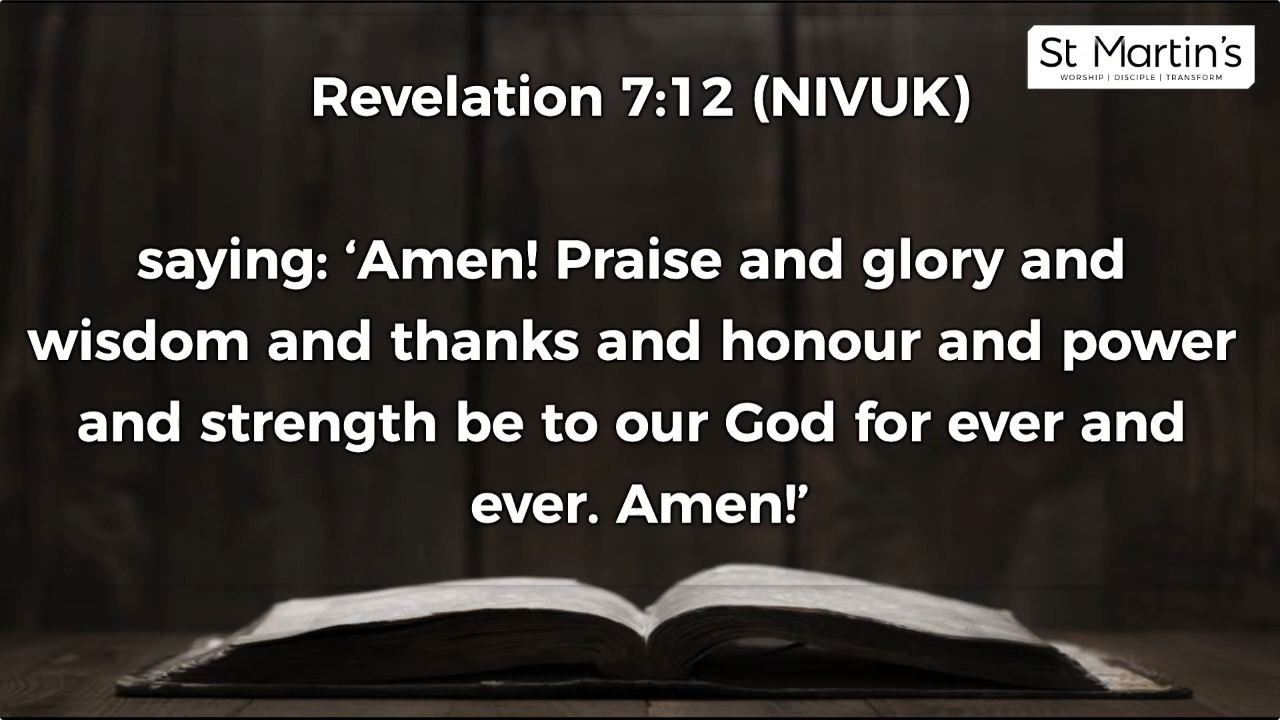 St Martin’s
WORSHIP | DISCIPLE | TRANSFORM
Revelation 7:12 (NIVUK)
saying: ‘Amen! Praise and glory and
wisdom and thanks and honour and power
and strength be to our God for ever and
ever. Amen!’